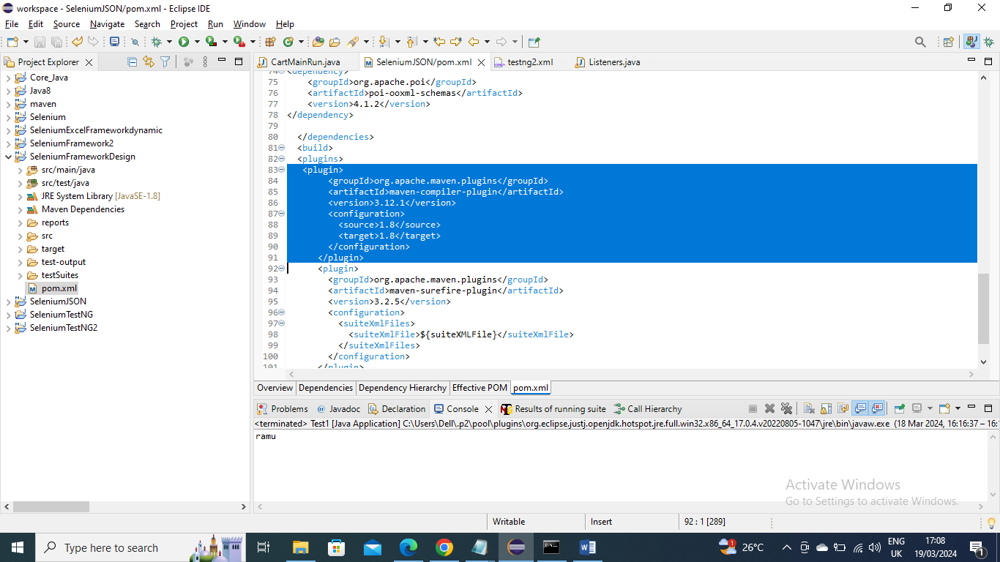 workspace - SeleniumJSON/pom.xml - Eclipse IDE
File Edit Source Navigate Search Project Run Window Help
Project Explorer
CartMainRun.java SeleniumJSON/pom.xml testng2.xml Listeners.java
Core_Java
Java8
maven
Selenium
SeleniumExcelFrameworkdynamic
SeleniumFramework2
SeleniumFrameworkDesign
src/main/java
src/test/java
JRE System Library [JavaSE-1.8]
Maven Dependencies
reports
src
target
test-output
testSuites
pom.xml
SeleniumJSON
SeleniumTestNG
SeleniumTestNG2
74 <dependency>
75 <groupId>org.apache.poi</groupId>
76 <artifactId>poi-ooxml-schemas</artifactId>
77 <version>4.1.2</version>
78 </dependency>
79
80 </dependencies>
81 <build>
82 <plugins>
83 <plugin>
84 <groupId>org.apache.maven.plugins</groupId>
85 <artifactId>maven-compiler-plugin</artifactId>
86 <version>3.12.1</version>
87 <configuration>
88 <source>1.8</source>
89 <target>1.8</target>
90 </configuration>
91 </plugin>
92 <plugin>
93 <groupId>org.apache.maven.plugins</groupId>
94 <artifactId>maven-surefire-plugin</artifactId>
95 <version>3.2.5</version>
96 <configuration>
97 <suiteXmlFiles>
98 <suiteXmlFile>${suiteXMLFile}</suiteXmlFile>
99 </suiteXmlFiles>
100 </configuration>
101 </plugin>
Overview Dependencies Dependency Hierarchy Effective POM pom.xml
Problems Javadoc Declaration Console Results of running suite Call Hierarchy
<terminated> Test1 [Java Application] C:\Users\Dell\.p2\pool\plugins\org.eclipse.justj.openjdk.hotspot.jre.full.win32.x86_64_17.0.4.v20220805-1047\jre\bin\javaw.exe (18 Mar 2024, 16:16:37 – 16:
ramu
Activate Windows
Go to Settings to activate Windows.
Writable Insert 92 : 1 [289]
Type here to search
26°C
ENG
UK
17:08
19/03/2024